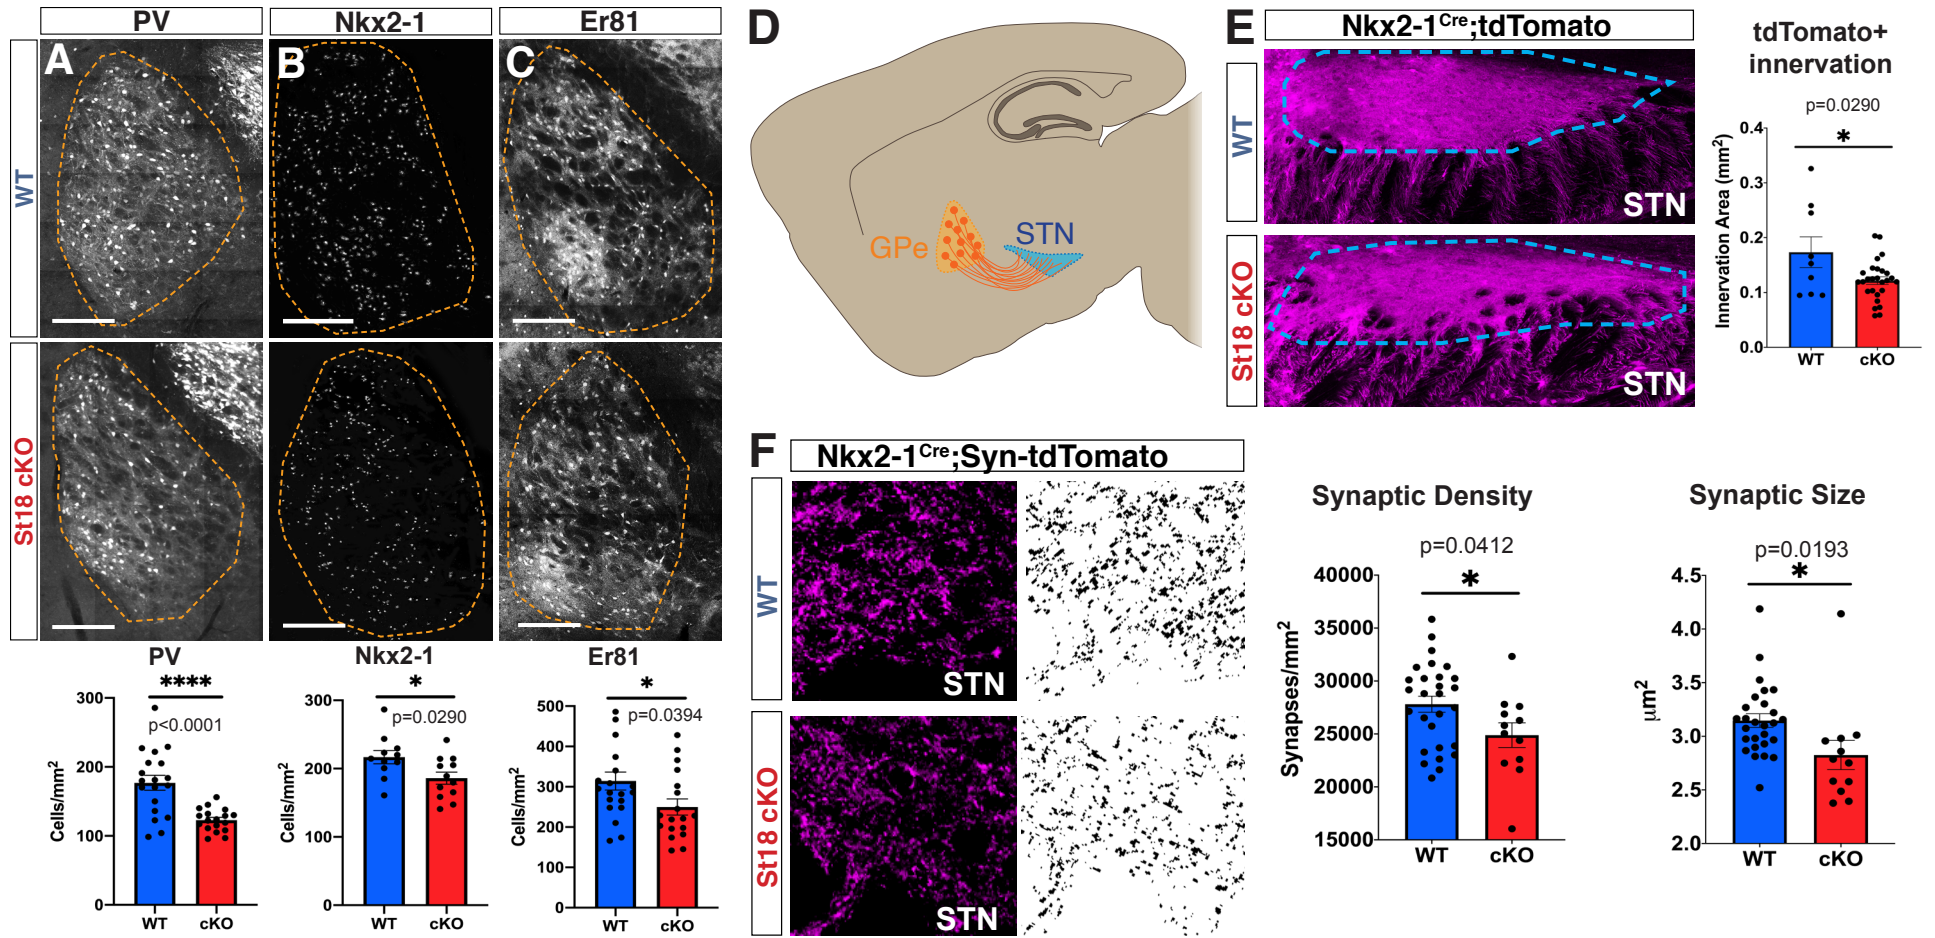 PV
Nkx2-1
Er81
A
B
C
WT
St18 cKO
PV
****
p<0.0001
Cells/mm²
300
200
100
0
WT
cKO
Nkx2-1
*
p=0.0290
Cells/mm²
300
200
100
0
WT
cKO
Er81
*
p=0.0394
Cells/mm²
500
400
300
200
100
0
WT
cKO
D
GPe
STN
E
Nkx2-1ᶜʳᵉ;tdTomato
WT
STN
St18 cKO
STN
tdTomato+
innervation
p=0.0290
*
Innervation Area (mm²)
0.4
0.3
0.2
0.1
0.0
WT
cKO
F
Nkx2-1ᶜʳᵉ;Syn-tdTomato
WT
STN
St18 cKO
STN
Synaptic Density
p=0.0412
*
Synapses/mm²
40000
35000
30000
25000
20000
15000
WT
cKO
Synaptic Size
p=0.0193
*
μm²
4.5
4.0
3.5
3.0
2.5
2.0
WT
cKO